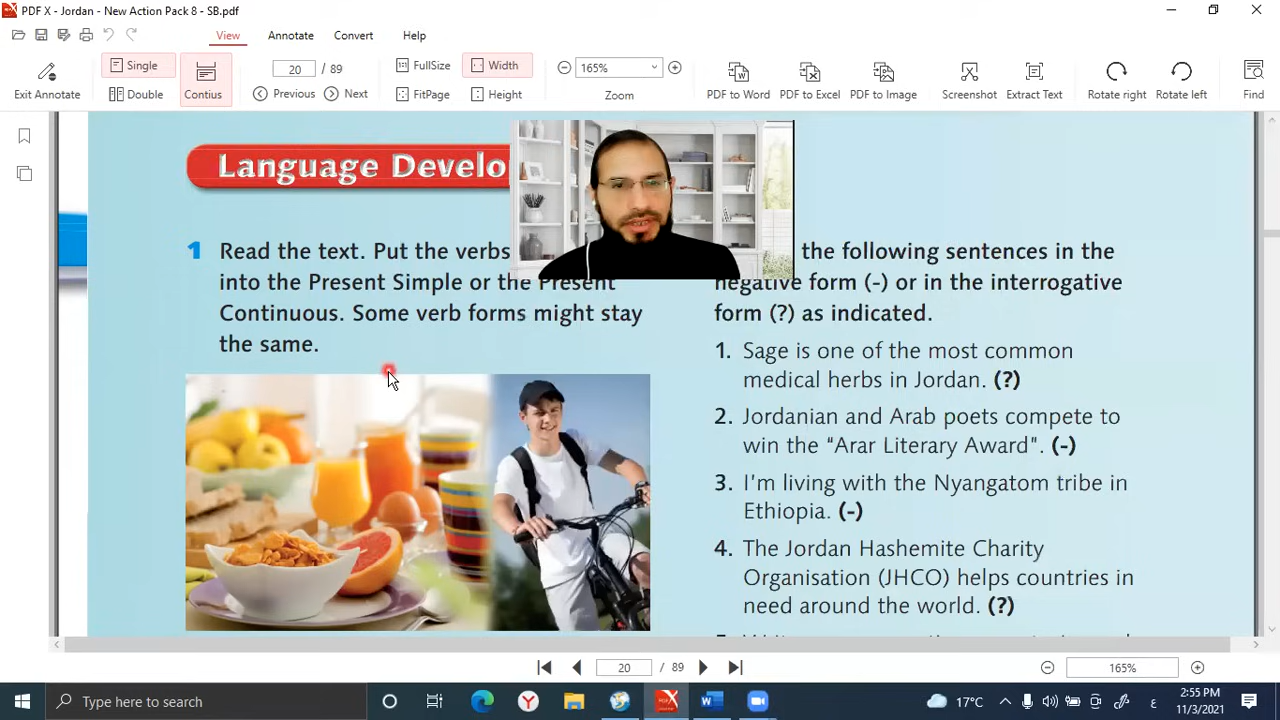 PDF X - Jordan - New Action Pack 8 - SB.pdf
View Annotate Convert Help
Exit Annotate
Single
Double
Contius
20 / 89
Previous Next
FullSize
FitPage
Width
Height
165%
Zoom
PDF to Word
PDF to Excel
PDF to Image
Screenshot
Extract Text
Rotate right
Rotate left
Find
Language Develo
1 Read the text. Put the verbs
into the Present Simple or the Present
Continuous. Some verb forms might stay
the same.
the following sentences in the
negative form (-) or in the interrogative
form (?) as indicated.
1. Sage is one of the most common
medical herbs in Jordan. (?)
2. Jordanian and Arab poets compete to
win the “Arar Literary Award”. (-)
3. I’m living with the Nyangatom tribe in
Ethiopia. (-)
4. The Jordan Hashemite Charity
Organisation (JHCO) helps countries in
need around the world. (?)
20 / 89
165%
Type here to search
17°C
ع
2:55 PM
11/3/2021